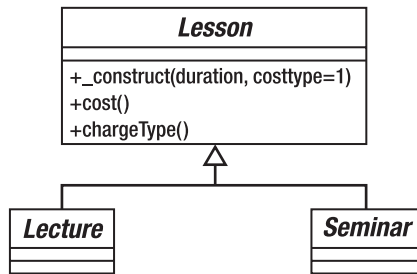 Lesson
+_construct(duration, costtype=1)
+cost()
+chargeType()
Lecture
Seminar